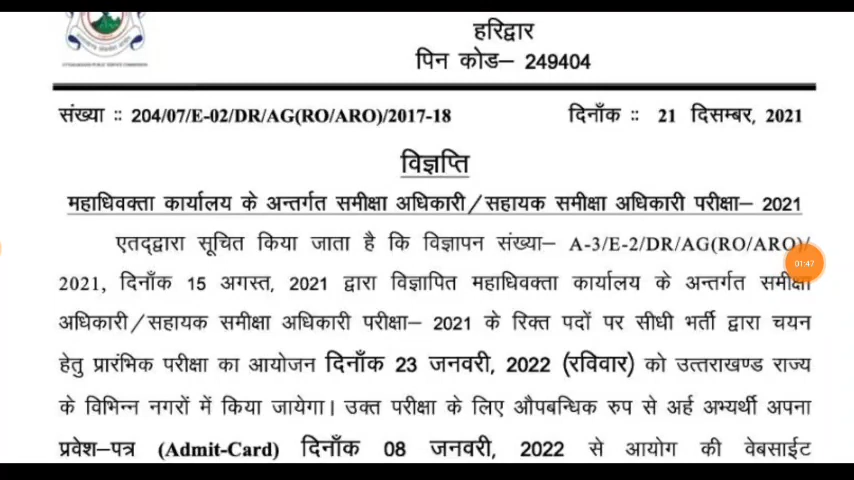 हरिद्वार
पिन कोड– 249404
संख्या :: 204/07/E-02/DR/AG(RO/ARO)/2017-18 दिनाँक :: 21 दिसम्बर, 2021
विज्ञप्ति
महाधिवक्ता कार्यालय के अन्तर्गत समीक्षा अधिकारी/सहायक समीक्षा अधिकारी परीक्षा– 2021
एतद्द्वारा सूचित किया जाता है कि विज्ञापन संख्या– A-3/E-2/DR/AG(RO/ARO)/
01:47
2021, दिनाँक 15 अगस्त, 2021 द्वारा विज्ञापित महाधिवक्ता कार्यालय के अन्तर्गत समीक्षा
अधिकारी/सहायक समीक्षा अधिकारी परीक्षा– 2021 के रिक्त पदों पर सीधी भर्ती द्वारा चयन
हेतु प्रारंभिक परीक्षा का आयोजन दिनाँक 23 जनवरी, 2022 (रविवार) को उत्तराखण्ड राज्य
के विभिन्न नगरों में किया जायेगा। उक्त परीक्षा के लिए औपबन्धिक रुप से अर्ह अभ्यर्थी अपना
प्रवेश–पत्र (Admit-Card) दिनाँक 08 जनवरी, 2022 से आयोग की वेबसाईट